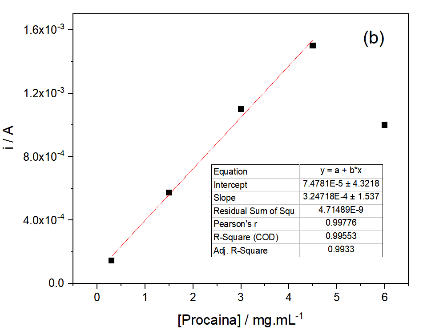 (b)
1.6x10⁻³
1.2x10⁻³
8.0x10⁻⁴
4.0x10⁻⁴
0.0
i / A
Equation y = a + b*x
Intercept 7.4781E-5 ± 4.3218
Slope 3.24718E-4 ± 1.537
Residual Sum of Squ 4.71489E-9
Pearson's r 0.99776
R-Square (COD) 0.99553
Adj. R-Square 0.9933
0 1 2 3 4 5 6
[Procaina] / mg.mL⁻¹